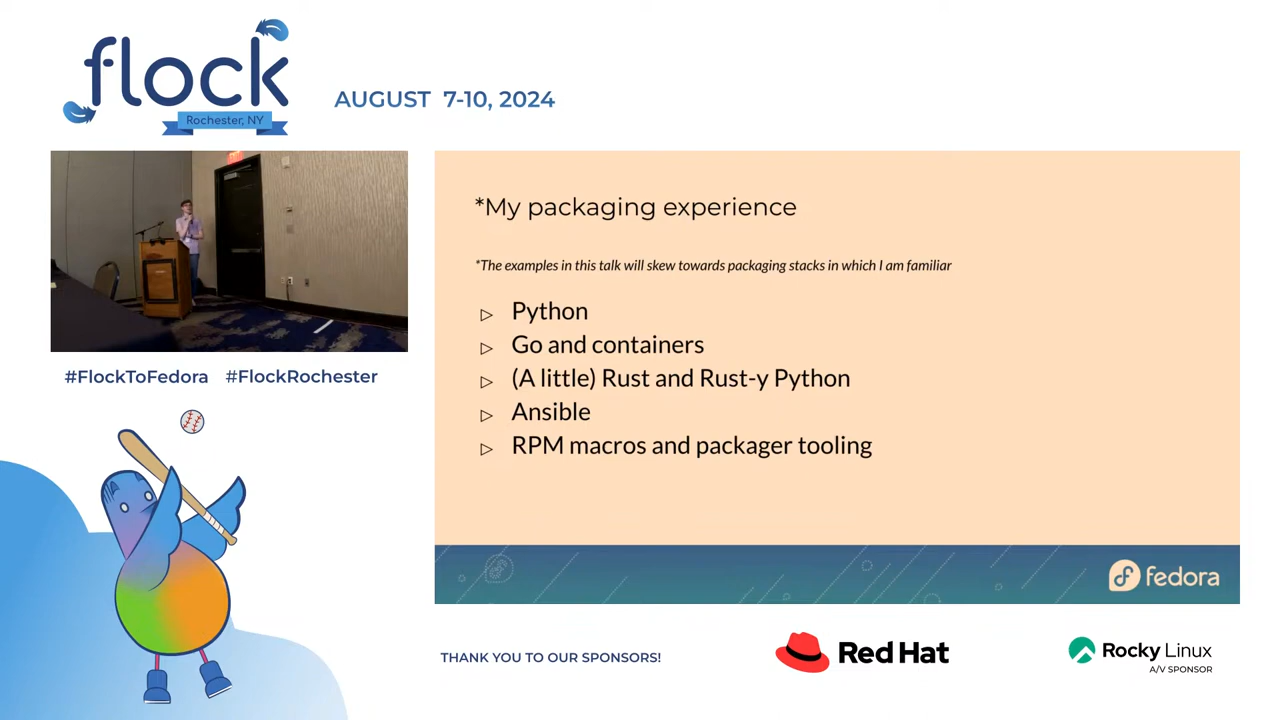 flock
Rochester, NY
AUGUST 7-10, 2024
*My packaging experience
*The examples in this talk will skew towards packaging stacks in which I am familiar
Python
Go and containers
(A little) Rust and Rust-y Python
Ansible
RPM macros and packager tooling
fedora
#FlockToFedora #FlockRochester
THANK YOU TO OUR SPONSORS!
Red Hat
Rocky Linux
A/V SPONSOR